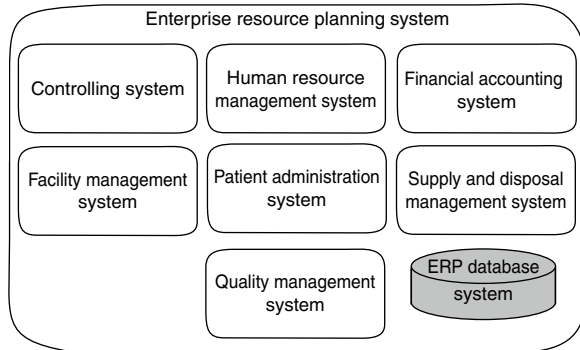 Enterprise resource planning system
Controlling system
Human resource
management system
Financial accounting
system
Facility management
system
Patient administration
system
Supply and disposal
management system
Quality management
system
ERP database
system